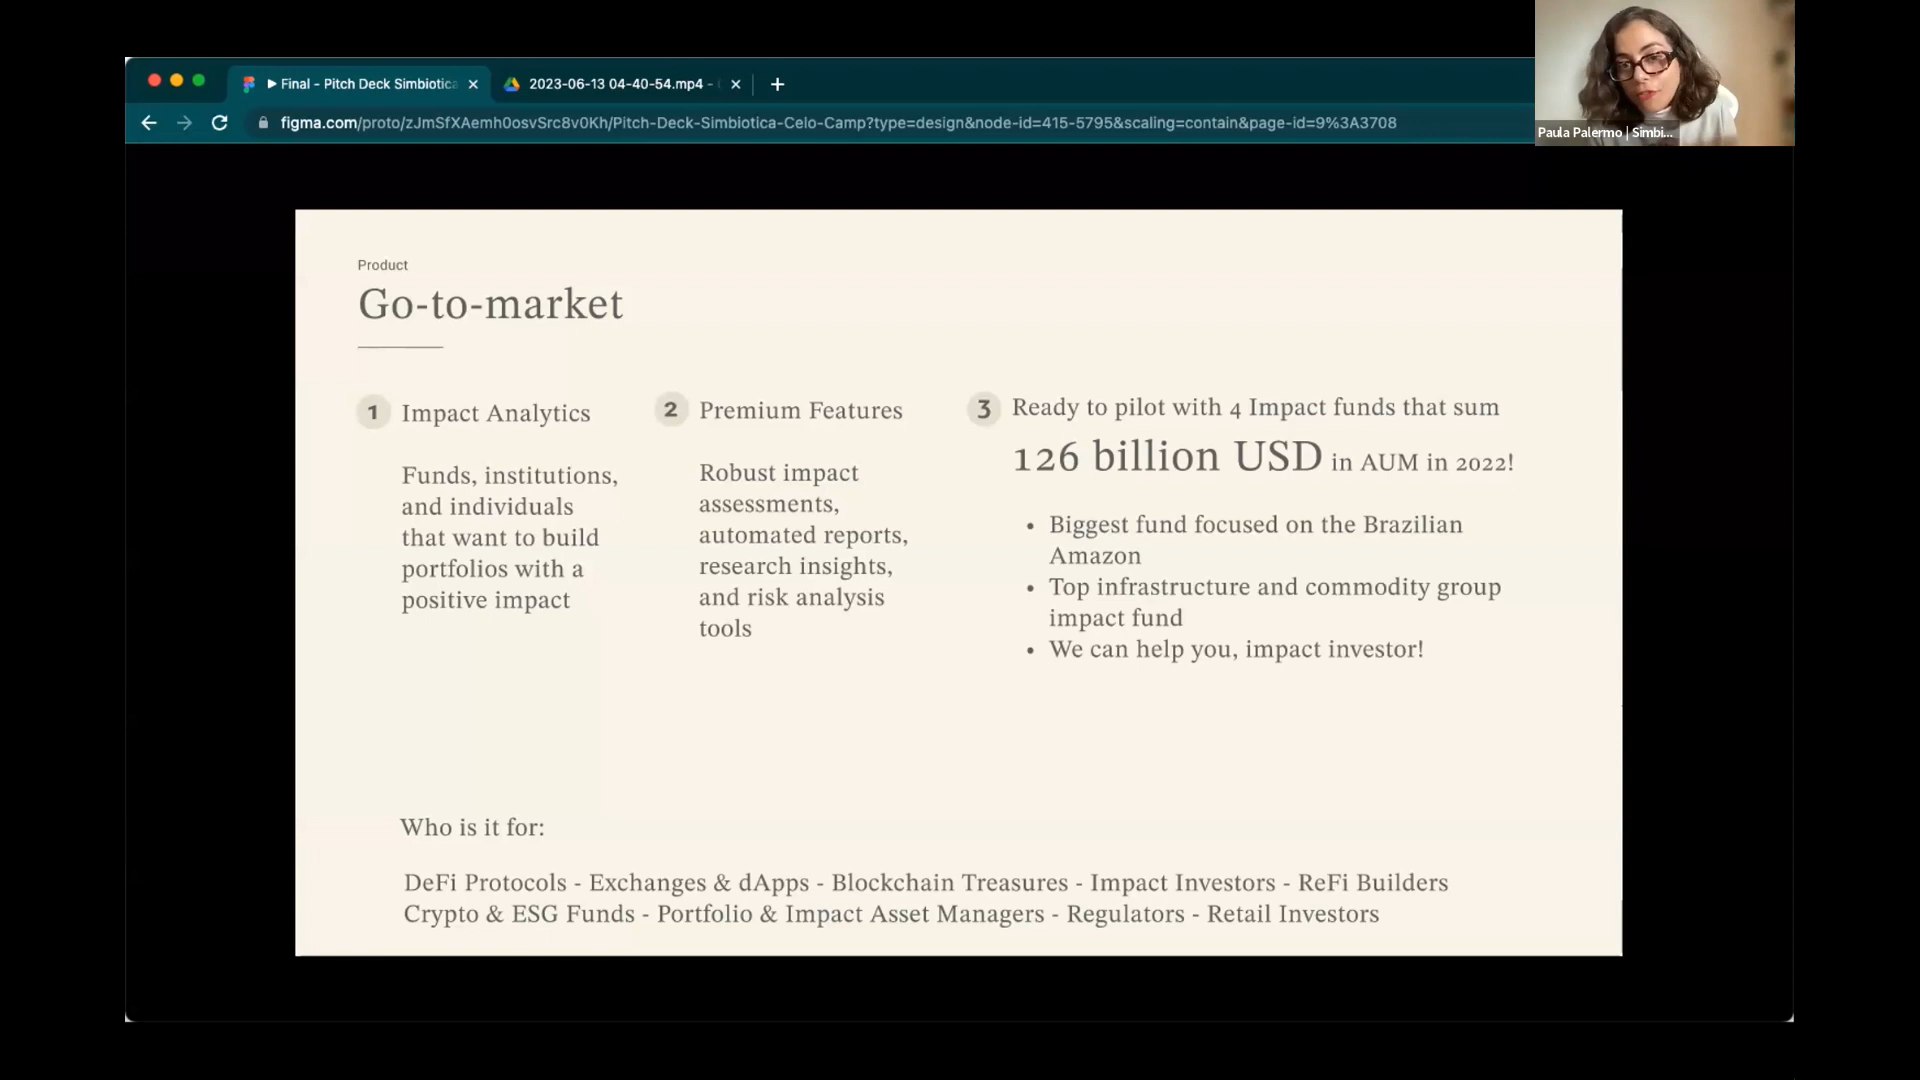 Final - Pitch Deck Simbiotica
2023-06-13 04-40-54.mp4 -
figma.com/proto/zJmSfXAemh0osvSrc8v0Kh/Pitch-Deck-Simbiotica-Celo-Camp?type=design&node-id=415-5795&scaling=contain&page-id=9%3A3708
Paula Palermo | Simbi...
Product
Go-to-market
1 Impact Analytics
Funds, institutions,
and individuals
that want to build
portfolios with a
positive impact
2 Premium Features
Robust impact
assessments,
automated reports,
research insights,
and risk analysis
tools
3 Ready to pilot with 4 Impact funds that sum
126 billion USD in AUM in 2022!
• Biggest fund focused on the Brazilian
Amazon
• Top infrastructure and commodity group
impact fund
• We can help you, impact investor!
Who is it for:
DeFi Protocols - Exchanges & dApps - Blockchain Treasures - Impact Investors - ReFi Builders
Crypto & ESG Funds - Portfolio & Impact Asset Managers - Regulators - Retail Investors